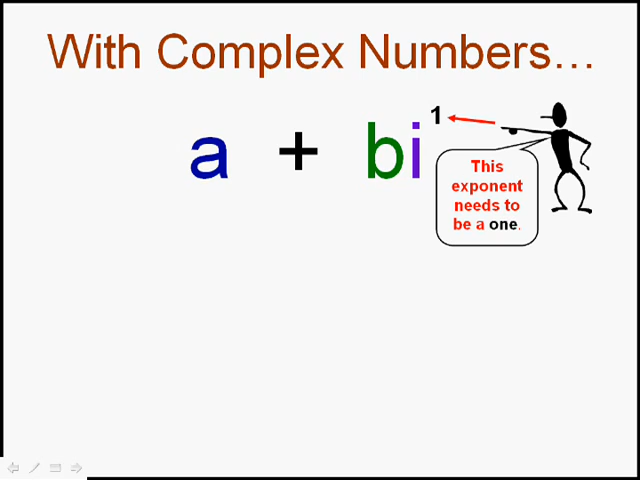 With Complex Numbers…
a + bi 1
This
exponent
needs to
be a one.